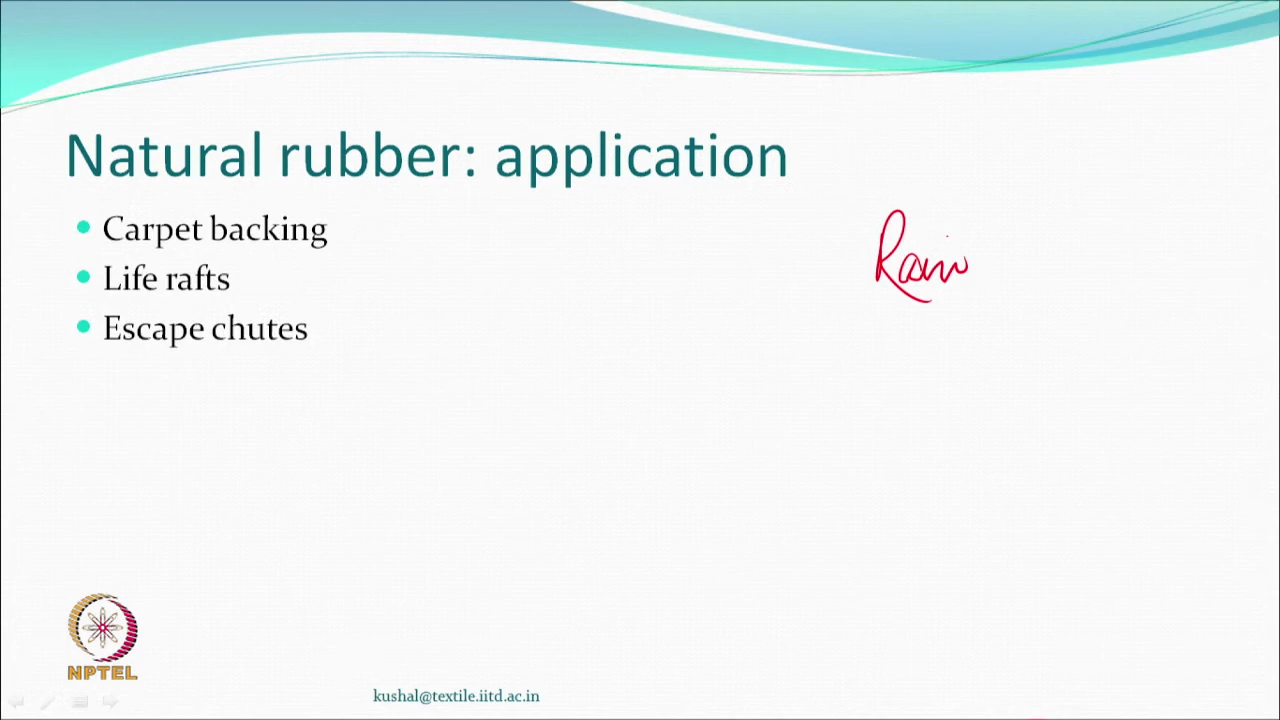 Natural rubber: application
Carpet backing
Life rafts
Escape chutes
Rain
NPTEL
kushal@textile.iitd.ac.in